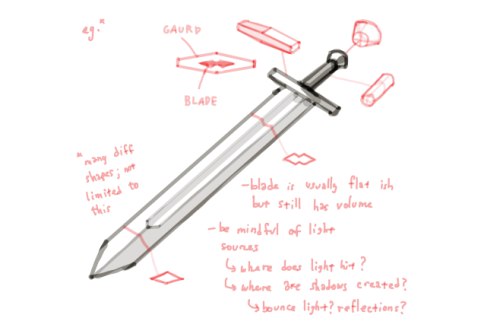 eg."
GAURD
BLADE
"many diff
shapes; not
limited to
this
-blade is usually flat ish
but still has volume
-be mindful of light
sources
↳where does light hit?
↳where are shadows created?
↳bounce light? reflections?